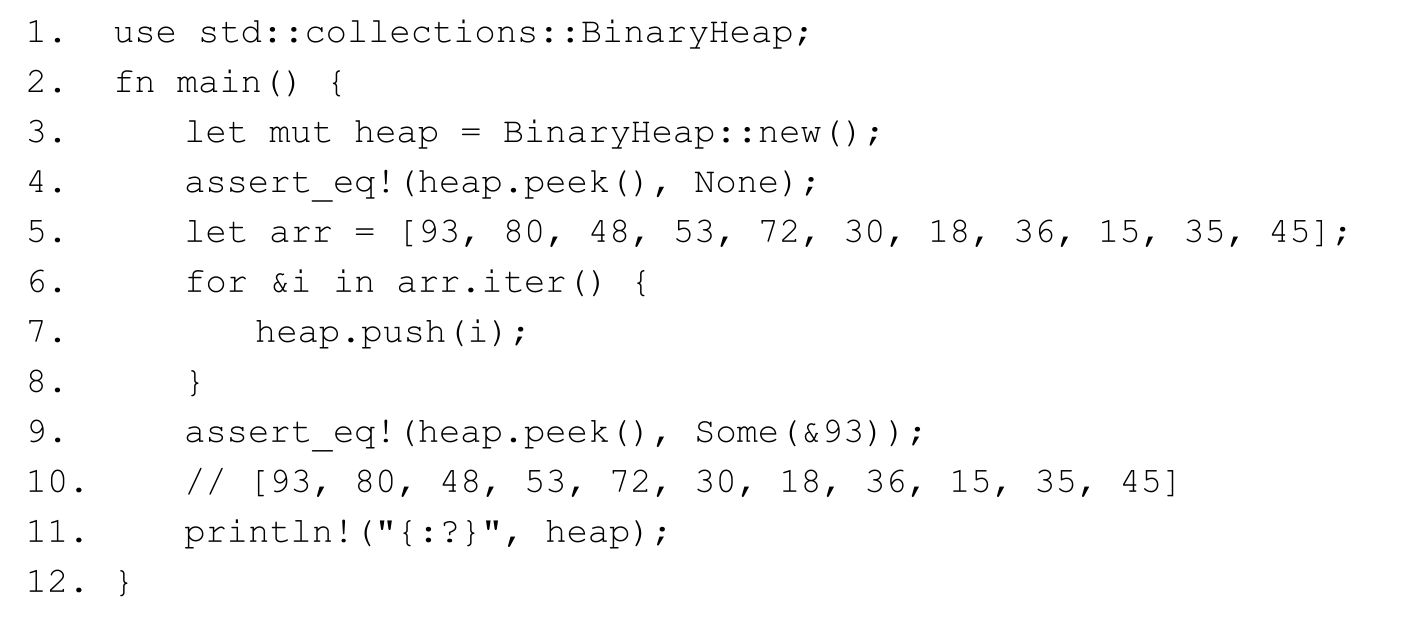 1. use std::collections::BinaryHeap;
2. fn main() {
3. let mut heap = BinaryHeap::new();
4. assert_eq!(heap.peek(), None);
5. let arr = [93, 80, 48, 53, 72, 30, 18, 36, 15, 35, 45];
6. for &i in arr.iter() {
7. heap.push(i);
8. }
9. assert_eq!(heap.peek(), Some(&93));
10. // [93, 80, 48, 53, 72, 30, 18, 36, 15, 35, 45]
11. println!("{:?}", heap);
12. }